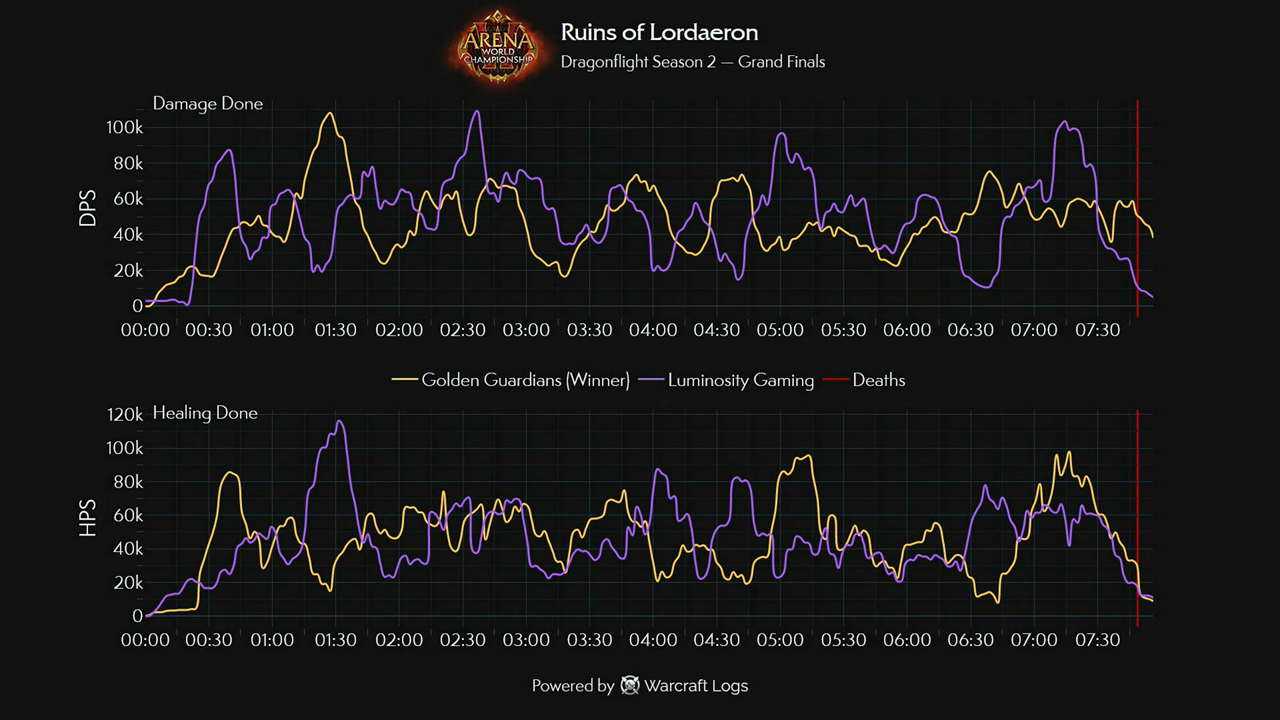 ARENA
WORLD
CHAMPIONSHIP
Ruins of Lordaeron
Dragonflight Season 2 — Grand Finals
Damage Done
DPS
100k
80k
60k
40k
20k
0
00:00 00:30 01:00 01:30 02:00 02:30 03:00 03:30 04:00 04:30 05:00 05:30 06:00 06:30 07:00 07:30
Golden Guardians (Winner) Luminosity Gaming Deaths
Healing Done
HPS
120k
100k
80k
60k
40k
20k
0
00:00 00:30 01:00 01:30 02:00 02:30 03:00 03:30 04:00 04:30 05:00 05:30 06:00 06:30 07:00 07:30
Powered by Warcraft Logs